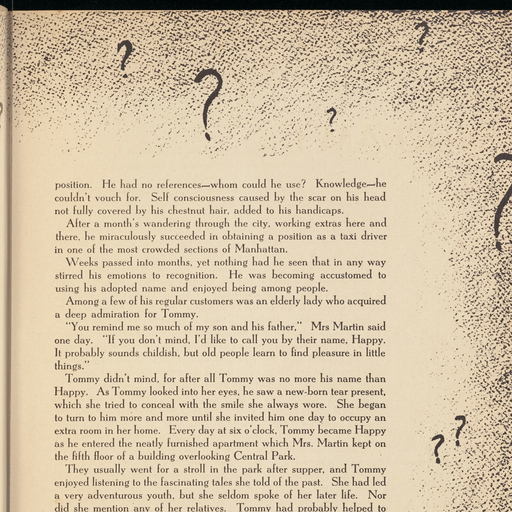 ? ? ? ? ?
position. He had no references—whom could he use? Knowledge—he
couldn't vouch for. Self consciousness caused by the scar on his head
not fully covered by his chestnut hair, added to his handicaps.
After a month's wandering through the city, working extras here and
there, he miraculously succeeded in obtaining a position as a taxi driver
in one of the most crowded sections of Manhattan.
Weeks passed into months, yet nothing had he seen that in any way
stirred his emotions to recognition. He was becoming accustomed to
using his adopted name and enjoyed being among people.
Among a few of his regular customers was an elderly lady who acquired
a deep admiration for Tommy.
"You remind me so much of my son and his father," Mrs Martin said
one day. "If you don't mind, I'd like to call you by their name, Happy.
It probably sounds childish, but old people learn to find pleasure in little
things."
Tommy didn't mind, for after all Tommy was no more his name than
Happy. As Tommy looked into her eyes, he saw a new-born tear present,
which she tried to conceal with the smile she always wore. She began
to turn to him more and more until she invited him one day to occupy an
extra room in her home. Every day at six o'clock, Tommy became Happy
as he entered the neatly furnished apartment which Mrs. Martin kept on
the fifth floor of a building overlooking Central Park.
They usually went for a stroll in the park after supper, and Tommy
enjoyed listening to the fascinating tales she told of the past. She had led
a very adventurous youth, but she seldom spoke of her later life. Nor
did she mention any of her relatives. Tommy had probably helped to
? ?